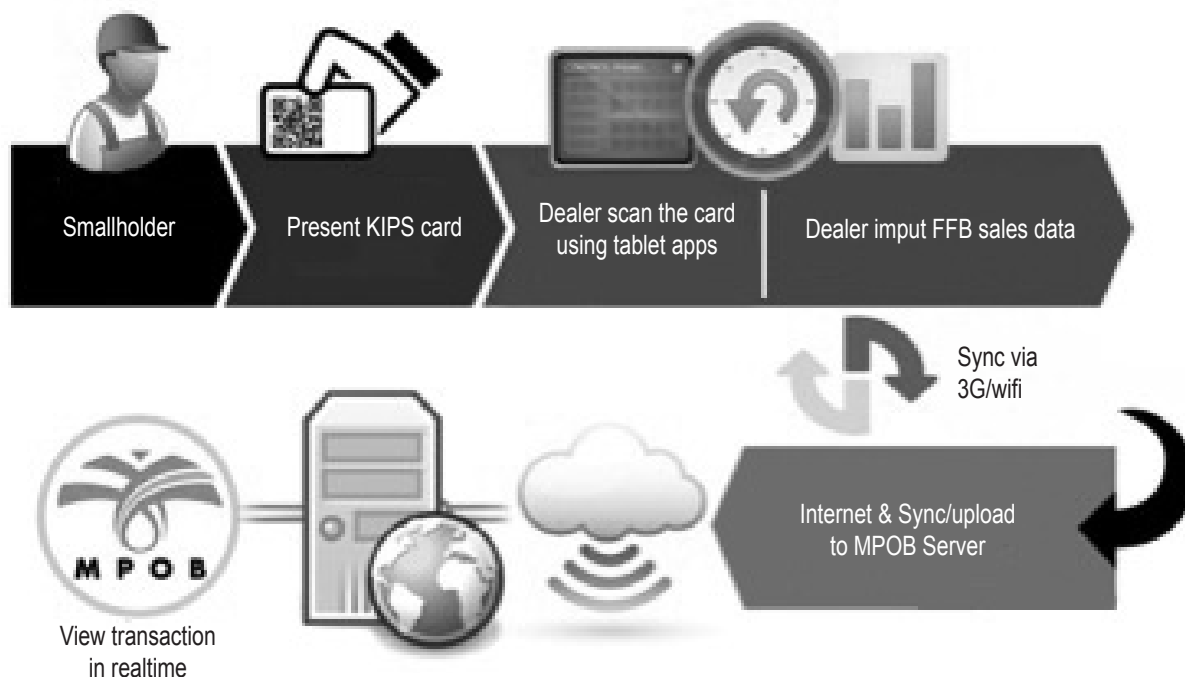 Smallholder
Present KIPS card
Dealer scan the card
using tablet apps
Dealer imput FFB sales data
Sync via
3G/wifi
Internet & Sync/upload
to MPOB Server
MPOB
View transaction
in realtime